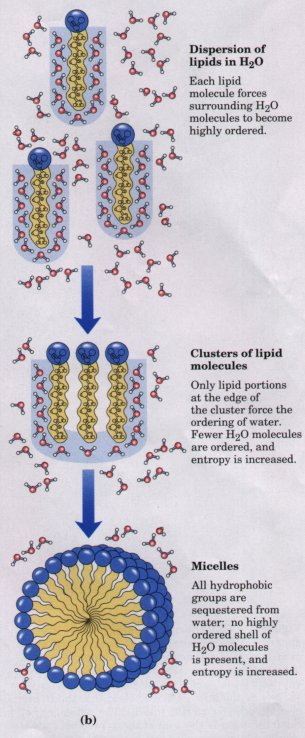 Dispersion of
lipids in H₂O
Each lipid
molecule forces
surrounding H₂O
molecules to become
highly ordered.
Clusters of lipid
molecules
Only lipid portions
at the edge of
the cluster force the
ordering of water.
Fewer H₂O molecules
are ordered, and
entropy is increased.
Micelles
All hydrophobic
groups are
sequestered from
water; no highly
ordered shell of
H₂O molecules
is present, and
entropy is increased.
(b)